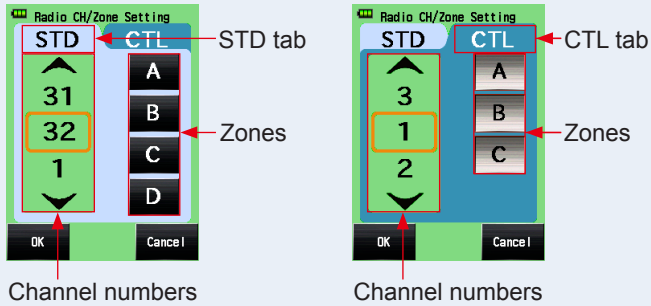 Radio CH/Zone Setting
STD CTL
STD tab
31
32
1
A
B
C
D
Zones
OK Cancel
Channel numbers
Radio CH/Zone Setting
STD CTL
CTL tab
3
1
2
A
B
C
Zones
OK Cancel
Channel numbers